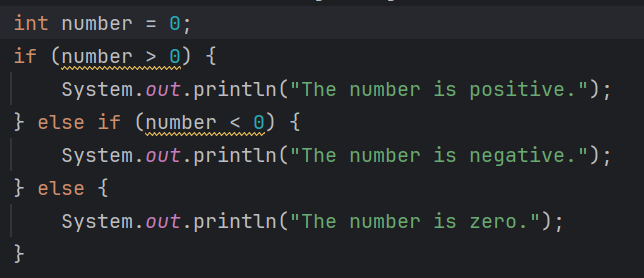 int number = 0;
if (number > 0) {
    System.out.println("The number is positive.");
} else if (number < 0) {
    System.out.println("The number is negative.");
} else {
    System.out.println("The number is zero.");
}